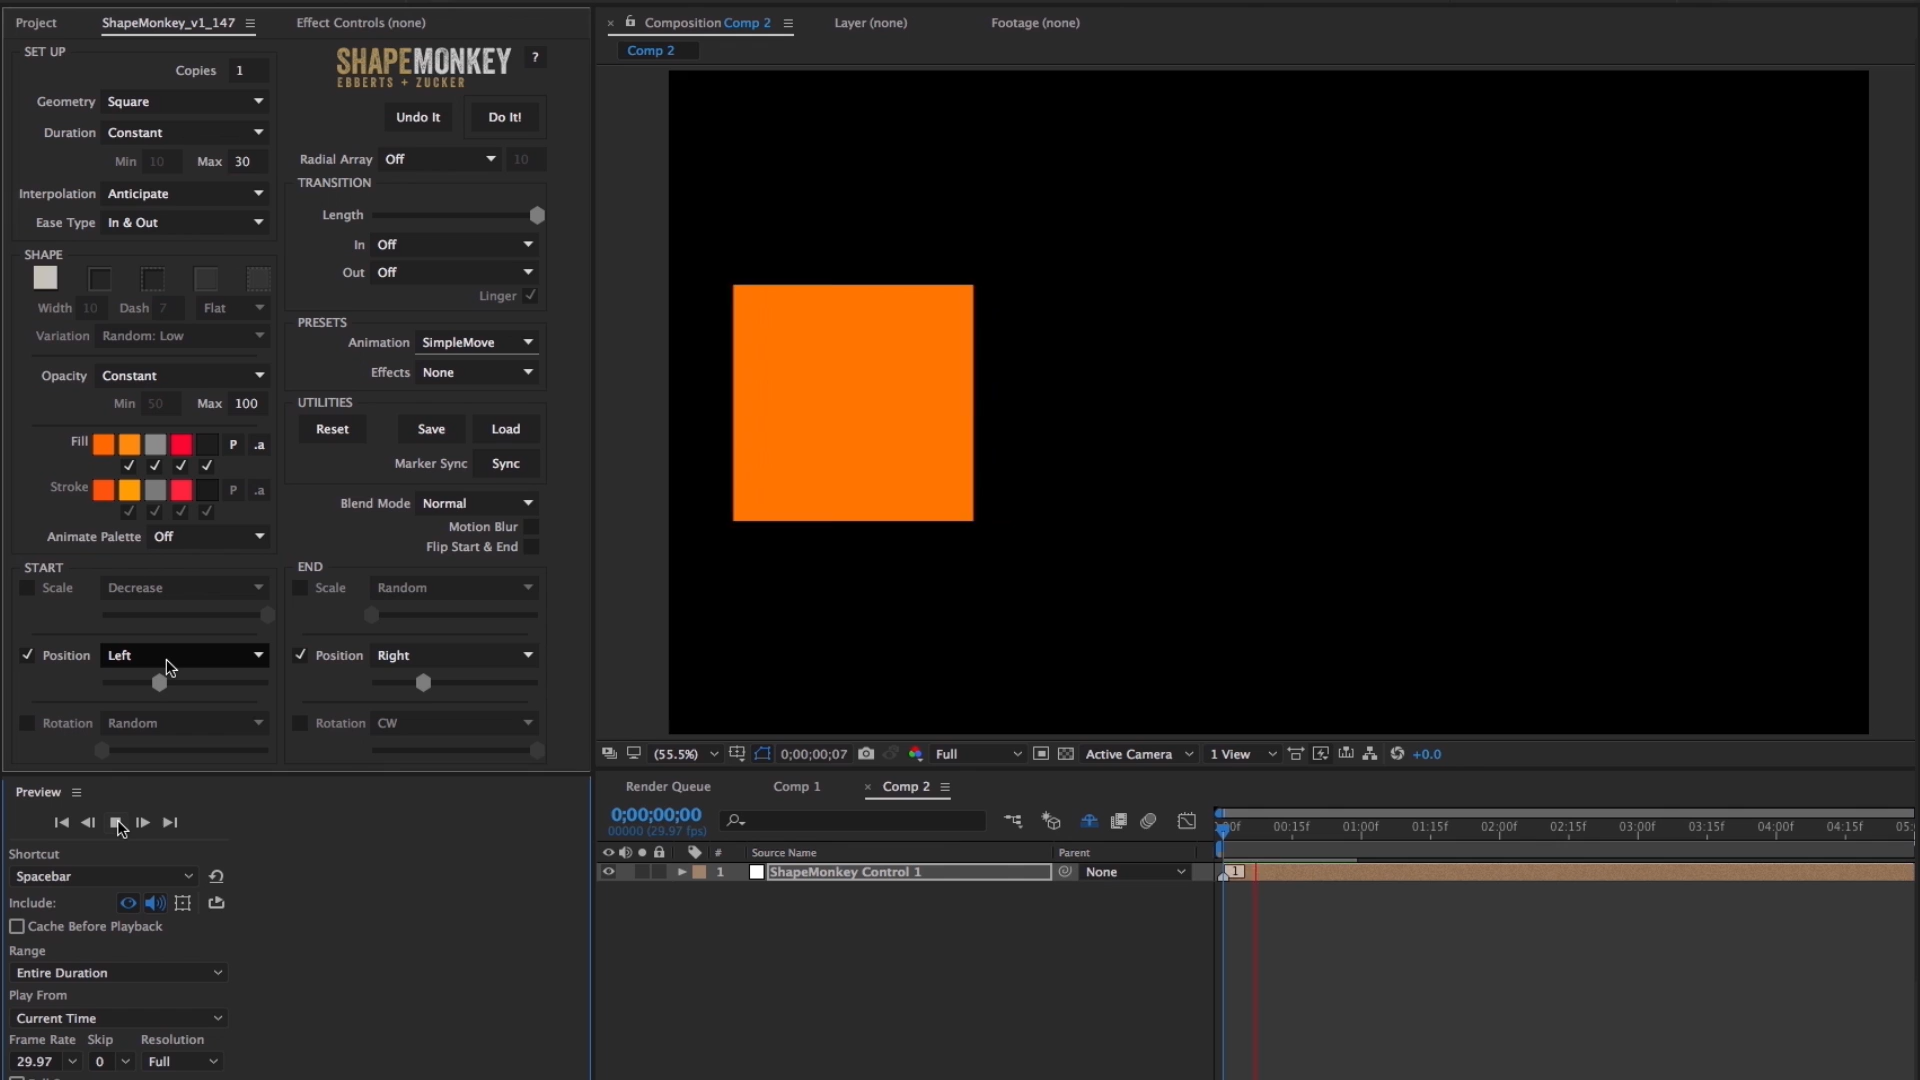 Project
ShapeMonkey_v1_147
Effect Controls (none)
SET UP
Copies 1
Geometry Square
Duration Constant
Min 10 Max 30
Interpolation Anticipate
Ease Type In & Out
SHAPE
Width 10 Dash 7 Flat
Variation Random: Low
Opacity Constant
Min 50 Max 100
Fill P .a
Stroke P .a
Animate Palette Off
START
Scale Decrease
Position Left
Rotation Random
SHAPEMONKEY
EBBERTS + ZUCKER
?
Undo It
Do It!
Radial Array Off 10
TRANSITION
Length
In Off
Out Off
Linger
PRESETS
Animation SimpleMove
Effects None
UTILITIES
Reset Save Load
Marker Sync Sync
Blend Mode Normal
Motion Blur
Flip Start & End
END
Scale Random
Position Right
Rotation CW
Composition Comp 2
Layer (none)
Footage (none)
Comp 2
(55.5%)
0;00;00;07
Full
Active Camera
1 View
+0.0
Preview
Shortcut
Spacebar
Include:
Cache Before Playback
Range
Entire Duration
Play From
Current Time
Frame Rate Skip Resolution
29.97 0 Full
Render Queue
Comp 1
Comp 2
0;00;00;00
00000 (29.97 fps)
00:15f 01:00f 01:15f 02:00f 02:15f 03:00f 03:15f 04:00f 04:15f
# Source Name Parent
1 ShapeMonkey Control 1 None
1